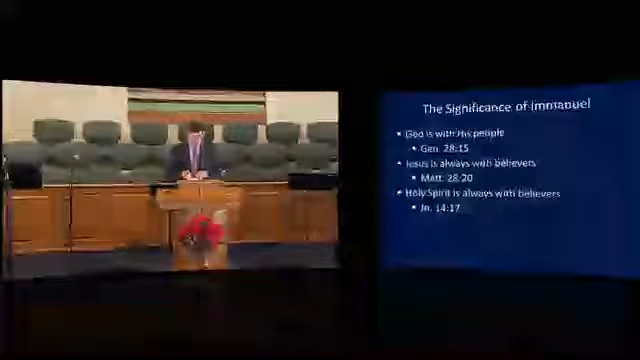 The Significance of Immanuel
• God is with His people
• Gen. 28:15
• Jesus is always with believers
• Matt. 28:20
• Holy Spirit is always with believers
• Jn. 14:17